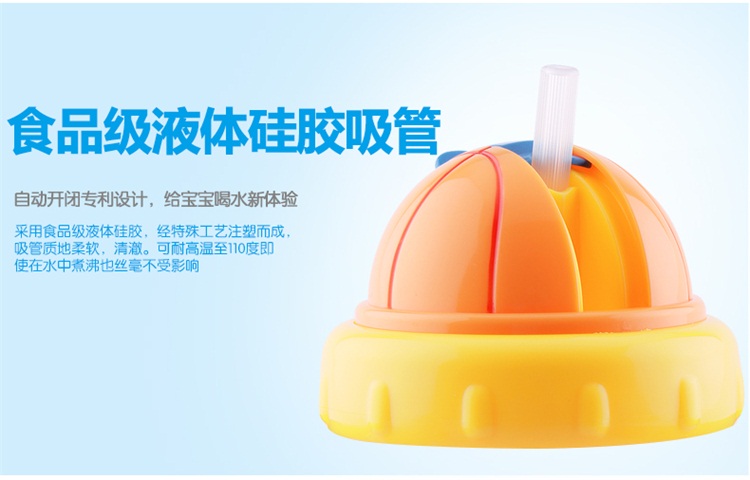 食品级液体硅胶吸管
自动开闭专利设计，给宝宝喝水新体验
采用食品级液体硅胶，经特殊工艺注塑而成，
吸管质地柔软，清澈。可耐高温至110度即
使在水中煮沸也丝毫不受影响